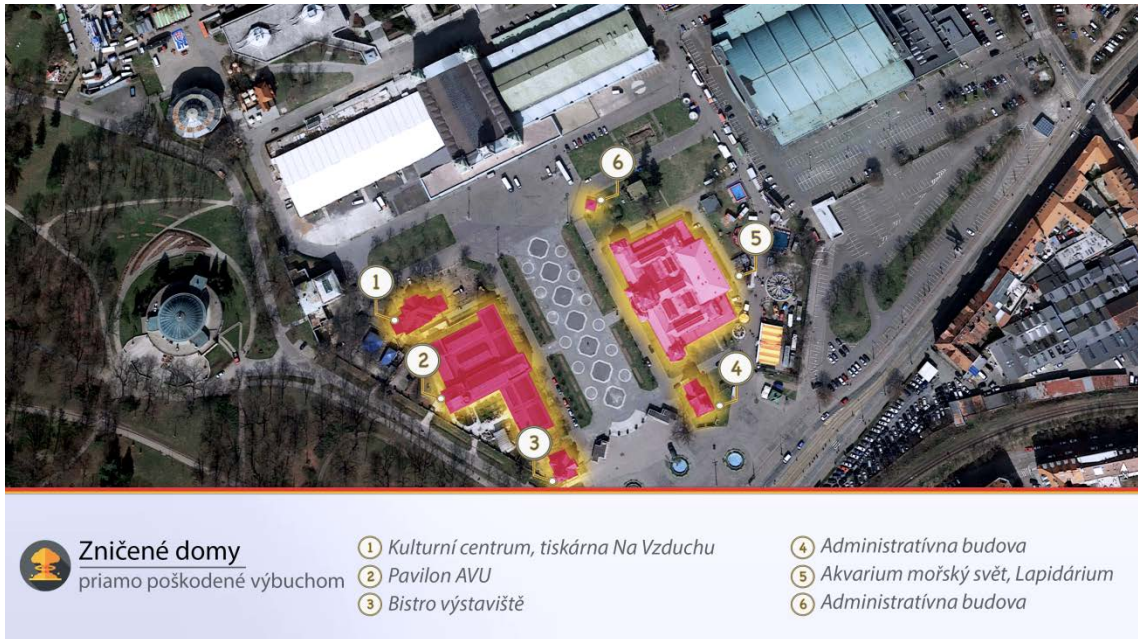 6
5
1
2
4
3
Zničené domy
priamo poškodené výbuchom
1 Kulturní centrum, tiskárna Na Vzduchu
2 Pavilon AVU
3 Bistro výstaviště
4 Administratívna budova
5 Akvarium mořský svět, Lapidárium
6 Administratívna budova